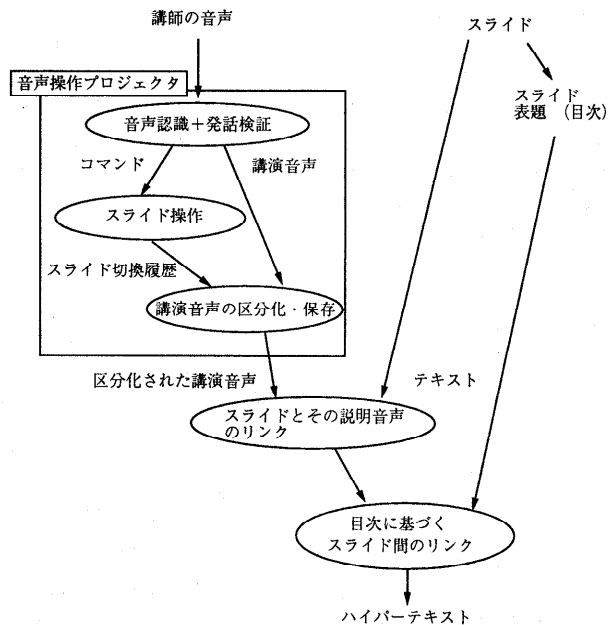 講師の音声
スライド
音声操作プロジェクタ
スライド
表題 (目次)
音声認識+発話検証
コマンド
講演音声
スライド操作
スライド切換履歴
講演音声の区分化・保存
区分化された講演音声
テキスト
スライドとその説明音声
のリンク
目次に基づく
スライド間のリンク
ハイパーテキスト